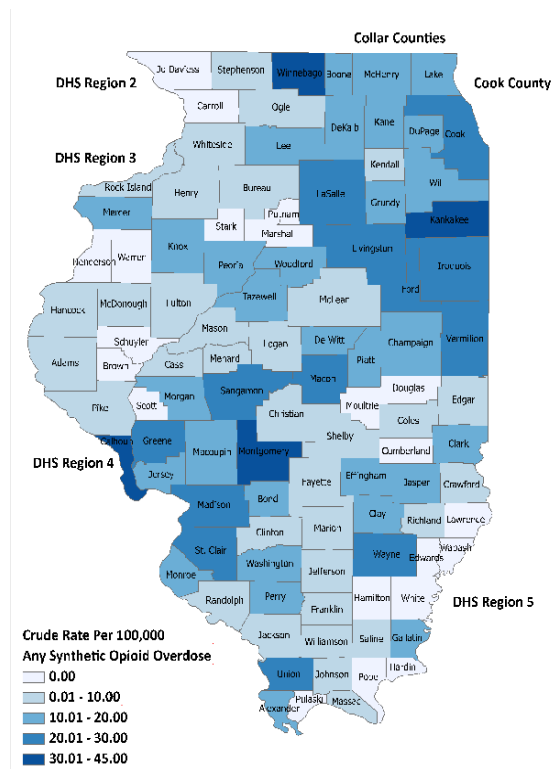 Collar Counties
DHS Region 2
Cook County
Jo Daviess Stephenson Winnebago Boone McHenry Lake
Carroll Ogle
DeKalb Kane DuPage Cook
Whiteside Lee
DHS Region 3
Kendall Will
Rock Island Henry Bureau LaSalle Grundy
Mercer Putnam Kankakee
Stark Marshal
Knox Livingston
Henderson Warren Peoria Woodford Iroquois
Ford
Hancock McDonough Fulton Tazewell McLean
Mason
Schuyler Logan De Witt Champaign Vermilion
Adams Brown Menard Piatt
Cass Macon Douglas
Scott Morgan Sangamon Moultrie Edgar
Pike Christian Coles
Shelby Cumberland
Calhoun Greene Clark
Macoupin Montgomery
DHS Region 4
Jersey Fayette Effingham Jasper Crawford
Madison Bond Clay Richland Lawrence
Clinton Marion
St. Clair Wayne Edwards Wabash
Monroe Washington Jefferson
Randolph Perry Hamilton White
Franklin
DHS Region 5
Jackson Williamson Saline Gallatin
Union Johnson Pope Hardin
Alexander Pulaski Massac
Crude Rate Per 100,000
Any Synthetic Opioid Overdose
0.00
0.01 - 10.00
10.01 - 20.00
20.01 - 30.00
30.01 - 45.00